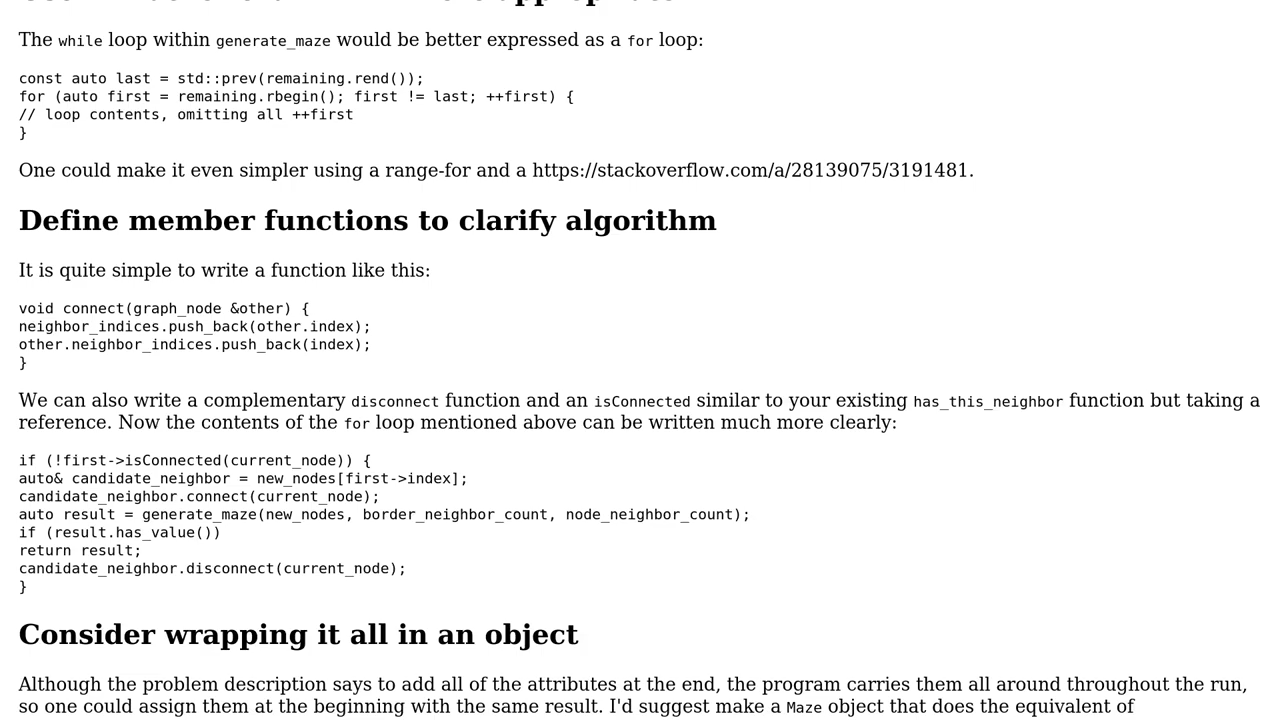 The while loop within generate_maze would be better expressed as a for loop:
const auto last = std::prev(remaining.rend());
for (auto first = remaining.rbegin(); first != last; ++first) {
// loop contents, omitting all ++first
}
One could make it even simpler using a range-for and a https://stackoverflow.com/a/28139075/3191481.
Define member functions to clarify algorithm
It is quite simple to write a function like this:
void connect(graph_node &other) {
neighbor_indices.push_back(other.index);
other.neighbor_indices.push_back(index);
}
We can also write a complementary disconnect function and an isConnected similar to your existing has_this_neighbor function but taking a
reference. Now the contents of the for loop mentioned above can be written much more clearly:
if (!first->isConnected(current_node)) {
auto& candidate_neighbor = new_nodes[first->index];
candidate_neighbor.connect(current_node);
auto result = generate_maze(new_nodes, border_neighbor_count, node_neighbor_count);
if (result.has_value())
return result;
candidate_neighbor.disconnect(current_node);
}
Consider wrapping it all in an object
Although the problem description says to add all of the attributes at the end, the program carries them all around throughout the run,
so one could assign them at the beginning with the same result. I'd suggest make a Maze object that does the equivalent of